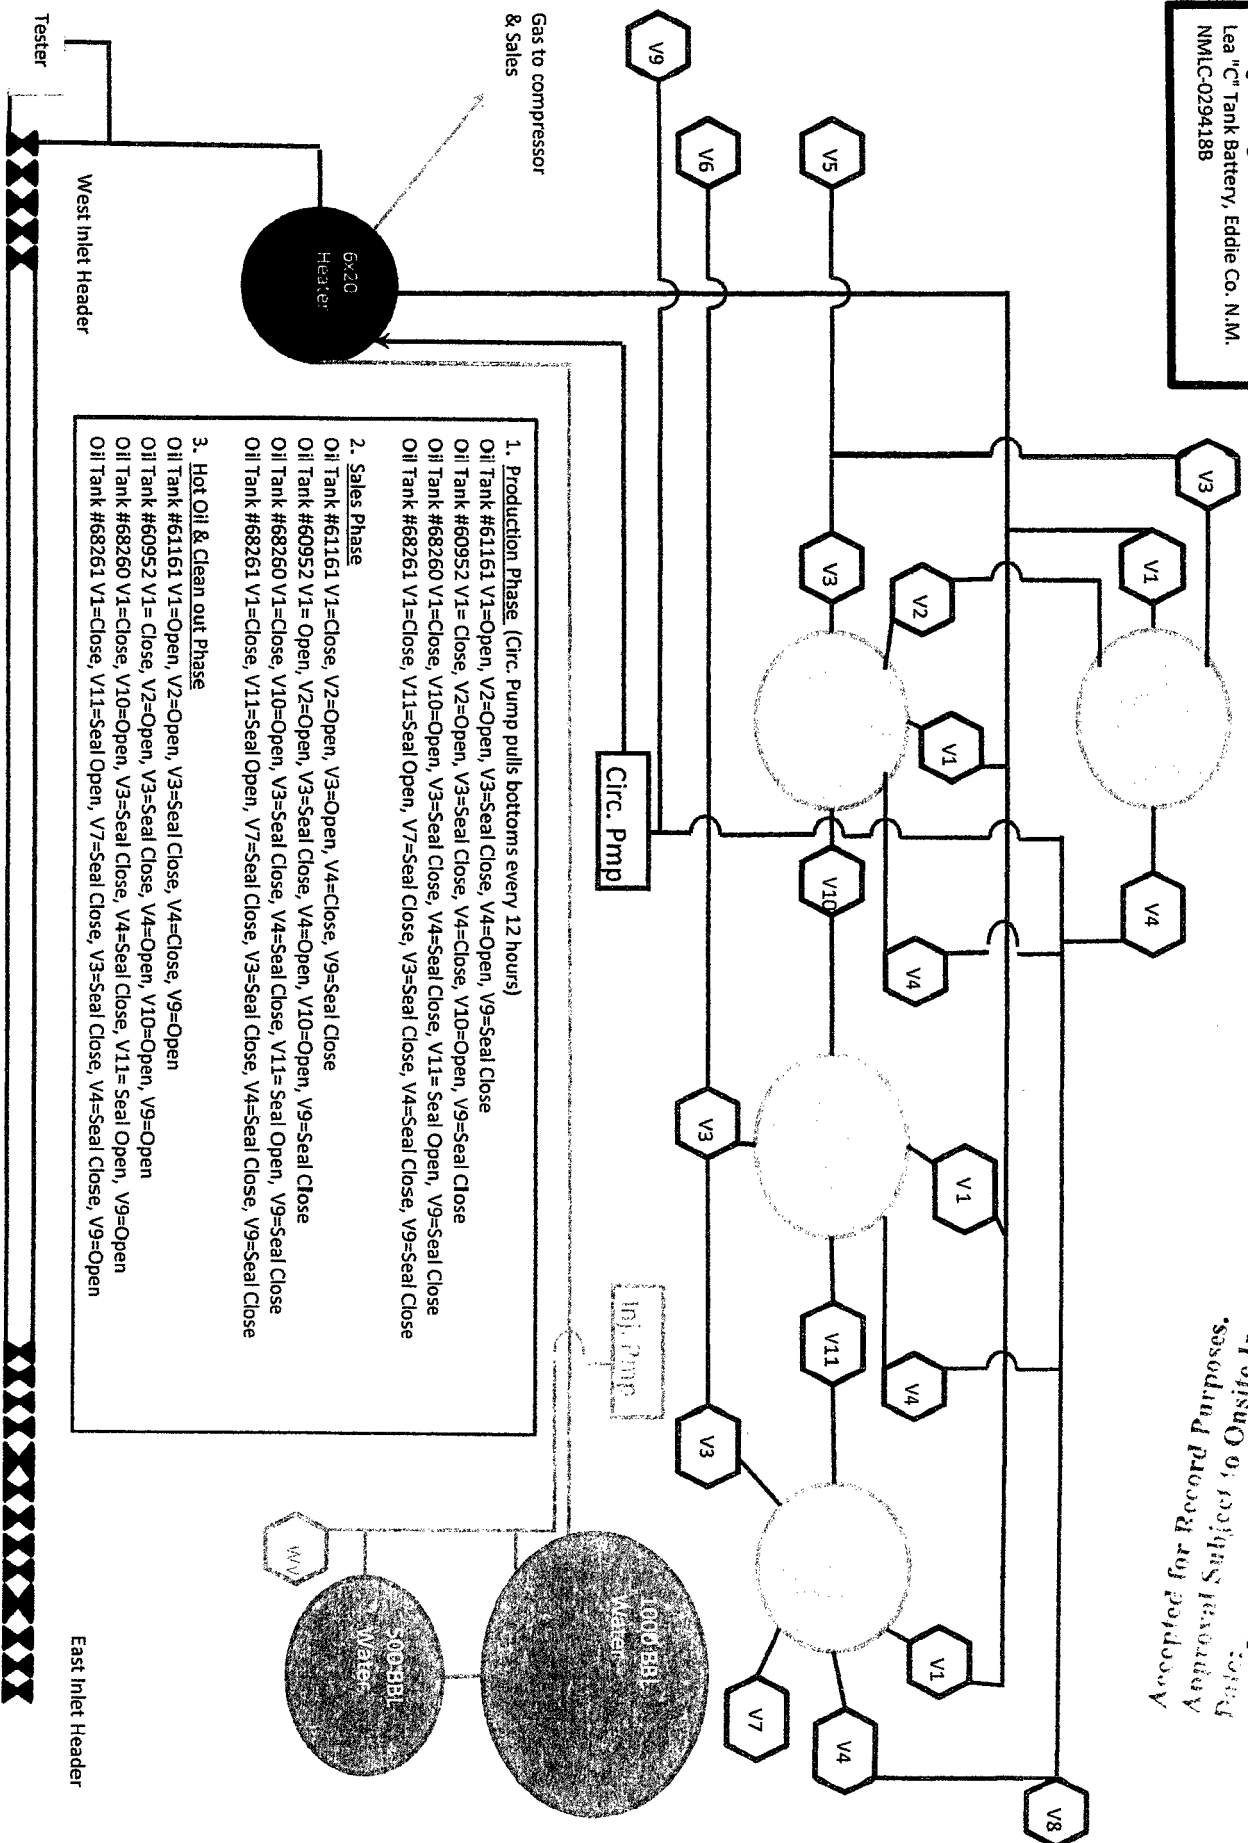 Lea "C" Tank Battery, Eddie Co. N.M.
NMLC-029418B
Accepted for Record Purposes.
Approval Subject to Onsite
V3
V1
V4
V8
V2
V1
V4
V1
V4
V1
V5
V3
V10
V11
V4
V6
V3
V3
V7
V9
Circ. Pmp
Inj. Pmp
Gas to compressor
& Sales
6x20
Heater
1000 BBL
Water
500 BBL
Water
WV
1. Production Phase (Circ. Pump pulls bottoms every 12 hours)
Oil Tank #61161 V1=Open, V2=Open, V3=Seal Close, V4=Open, V9=Seal Close
Oil Tank #60952 V1= Close, V2=Open, V3=Seal Close, V4=Close, V10=Open, V9=Seal Close
Oil Tank #68260 V1=Close, V10=Open, V3=Seal Close, V4=Seal Close, V11= Seal Open, V9=Seal Close
Oil Tank #68261 V1=Close, V11=Seal Open, V7=Seal Close, V3=Seal Close, V4=Seal Close, V9=Seal Close
2. Sales Phase
Oil Tank #61161 V1=Close, V2=Open, V3=Open, V4=Close, V9=Seal Close
Oil Tank #60952 V1= Open, V2=Open, V3=Seal Close, V4=Open, V10=Open, V9=Seal Close
Oil Tank #68260 V1=Close, V10=Open, V3=Seal Close, V4=Seal Close, V11= Seal Open, V9=Seal Close
Oil Tank #68261 V1=Close, V11=Seal Open, V7=Seal Close, V3=Seal Close, V4=Seal Close, V9=Seal Close
3. Hot Oil & Clean out Phase
Oil Tank #61161 V1=Open, V2=Open, V3=Seal Close, V4=Close, V9=Open
Oil Tank #60952 V1= Close, V2=Open, V3=Seal Close, V4=Open, V10=Open, V9=Open
Oil Tank #68260 V1=Close, V10=Open, V3=Seal Close, V4=Seal Close, V11= Seal Open, V9=Open
Oil Tank #68261 V1=Close, V11=Seal Open, V7=Seal Close, V3=Seal Close, V4=Seal Close, V9=Open
West Inlet Header
East Inlet Header
Tester